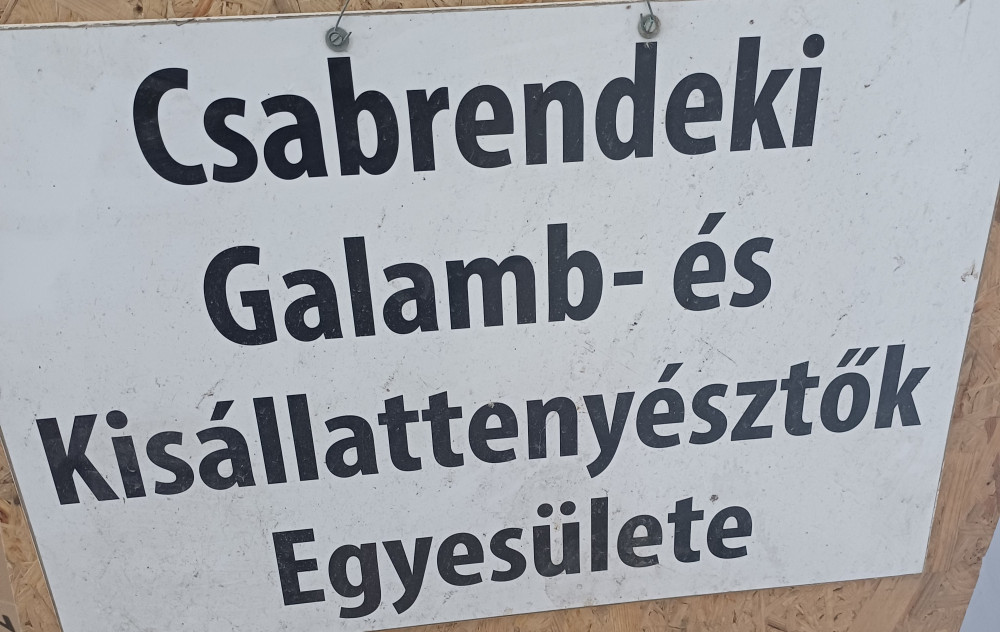 Csabrendeki
Galamb- és
Kisállattenyésztők
Egyesülete